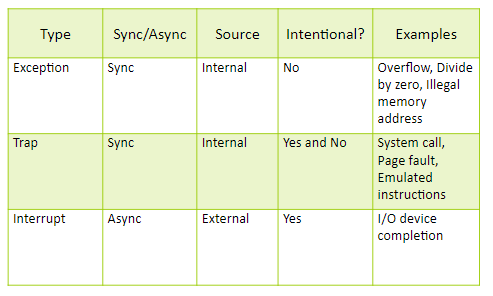 Type Sync/Async Source Intentional? Examples
Exception Sync Internal No Overflow, Divide
by zero, Illegal
memory
address
Trap Sync Internal Yes and No System call,
Page fault,
Emulated
instructions
Interrupt Async External Yes I/O device
completion